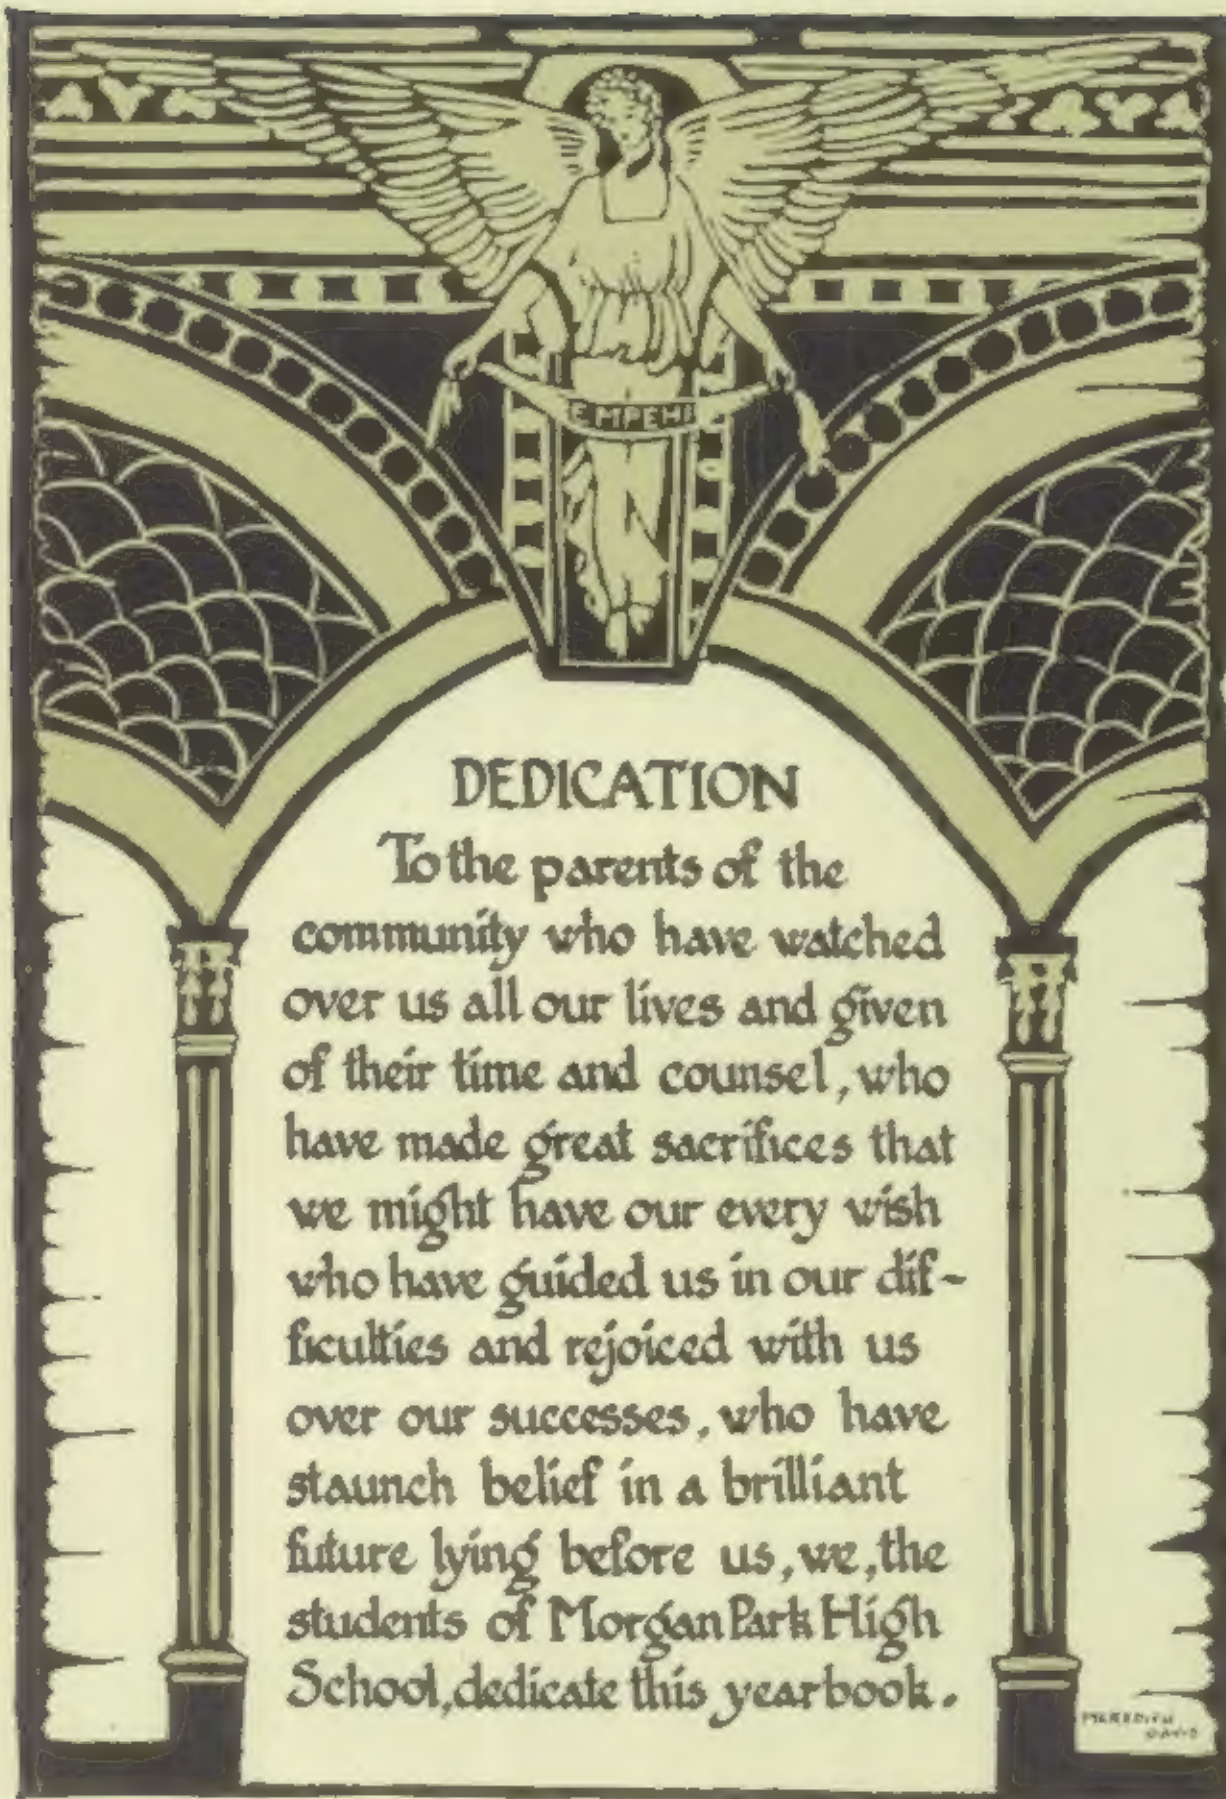 EMPEHI
DEDICATION
To the parents of the
community who have watched
over us all our lives and given
of their time and counsel, who
have made great sacrifices that
we might have our every wish
who have guided us in our dif-
ficulties and rejoiced with us
over our successes, who have
staunch belief in a brilliant
future lying before us, we, the
students of Morgan Park High
School, dedicate this yearbook.
MEREDITH
DAVID